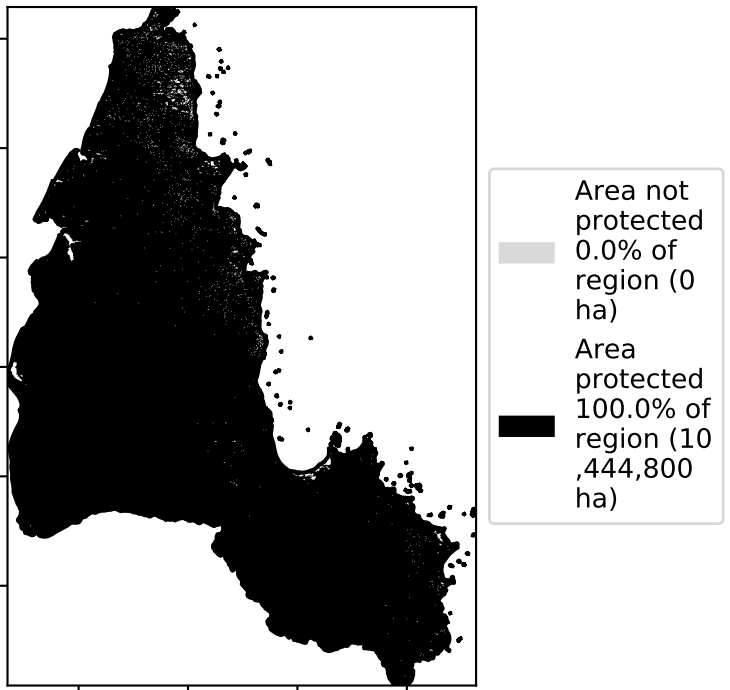 Area not
protected
0.0% of
region (0
ha)
Area
protected
100.0% of
region (10
,444,800
ha)